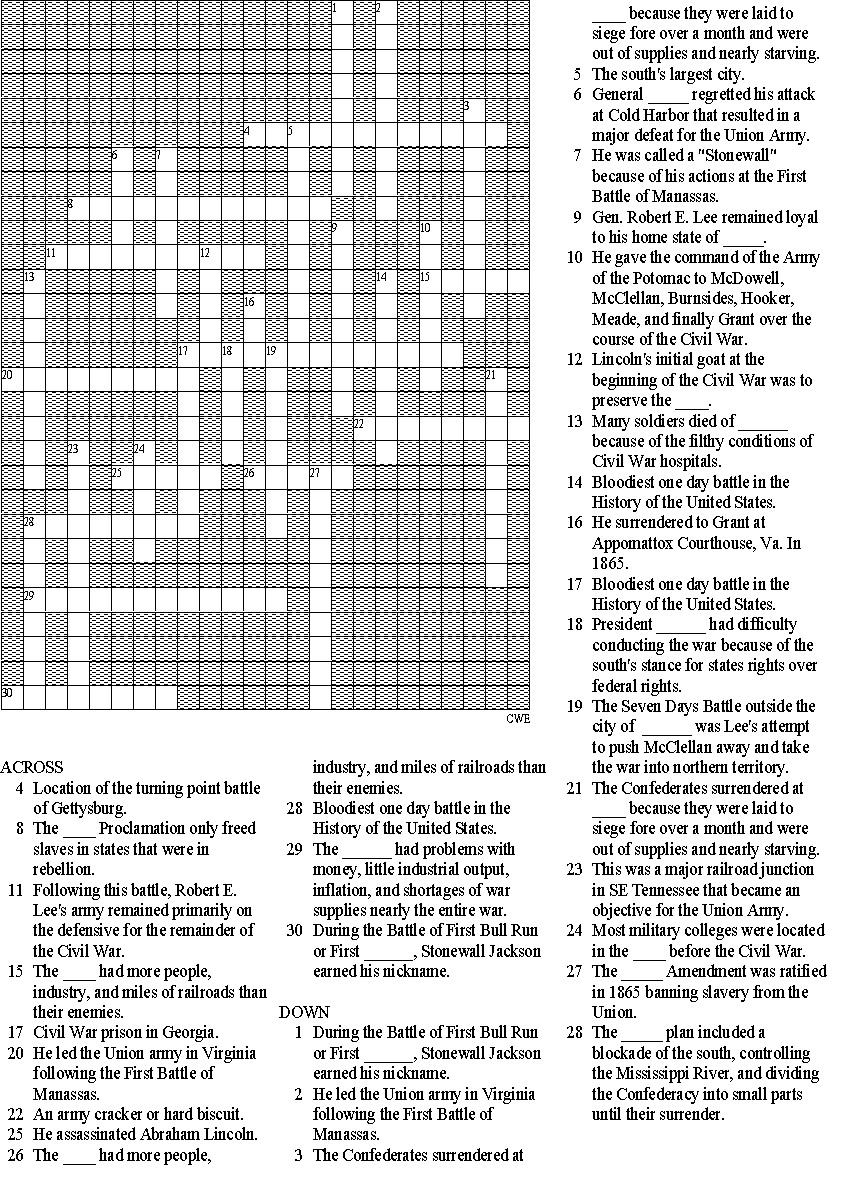 1 2
3
4 5
6 7
8
9 10
11 12
13 14 15
16
17 18 19
20 21
22
23 24
25 26 27
28
29
30
CWE
ACROSS
4 Location of the turning point battle
of Gettysburg.
8 The ____ Proclamation only freed
slaves in states that were in
rebellion.
11 Following this battle, Robert E.
Lee's army remained primarily on
the defensive for the remainder of
the Civil War.
15 The ____ had more people,
industry, and miles of railroads than
their enemies.
17 Civil War prison in Georgia.
20 He led the Union army in Virginia
following the First Battle of
Manassas.
22 An army cracker or hard biscuit.
25 He assassinated Abraham Lincoln.
26 The ____ had more people,
industry, and miles of railroads than
their enemies.
28 Bloodiest one day battle in the
History of the United States.
29 The ______ had problems with
money, little industrial output,
inflation, and shortages of war
supplies nearly the entire war.
30 During the Battle of First Bull Run
or First ______, Stonewall Jackson
earned his nickname.
DOWN
1 During the Battle of First Bull Run
or First ______, Stonewall Jackson
earned his nickname.
2 He led the Union army in Virginia
following the First Battle of
Manassas.
3 The Confederates surrendered at
____ because they were laid to
siege fore over a month and were
out of supplies and nearly starving.
5 The south's largest city.
6 General _____ regretted his attack
at Cold Harbor that resulted in a
major defeat for the Union Army.
7 He was called a "Stonewall"
because of his actions at the First
Battle of Manassas.
9 Gen. Robert E. Lee remained loyal
to his home state of _____.
10 He gave the command of the Army
of the Potomac to McDowell,
McClellan, Burnsides, Hooker,
Meade, and finally Grant over the
course of the Civil War.
12 Lincoln's initial goat at the
beginning of the Civil War was to
preserve the ____.
13 Many soldiers died of ______
because of the filthy conditions of
Civil War hospitals.
14 Bloodiest one day battle in the
History of the United States.
16 He surrendered to Grant at
Appomattox Courthouse, Va. In
1865.
17 Bloodiest one day battle in the
History of the United States.
18 President ______ had difficulty
conducting the war because of the
south's stance for states rights over
federal rights.
19 The Seven Days Battle outside the
city of ______ was Lee's attempt
to push McClellan away and take
the war into northern territory.
21 The Confederates surrendered at
____ because they were laid to
siege fore over a month and were
out of supplies and nearly starving.
23 This was a major railroad junction
in SE Tennessee that became an
objective for the Union Army.
24 Most military colleges were located
in the ____ before the Civil War.
27 The _____ Amendment was ratified
in 1865 banning slavery from the
Union.
28 The _____ plan included a
blockade of the south, controlling
the Mississippi River, and dividing
the Confederacy into small parts
until their surrender.